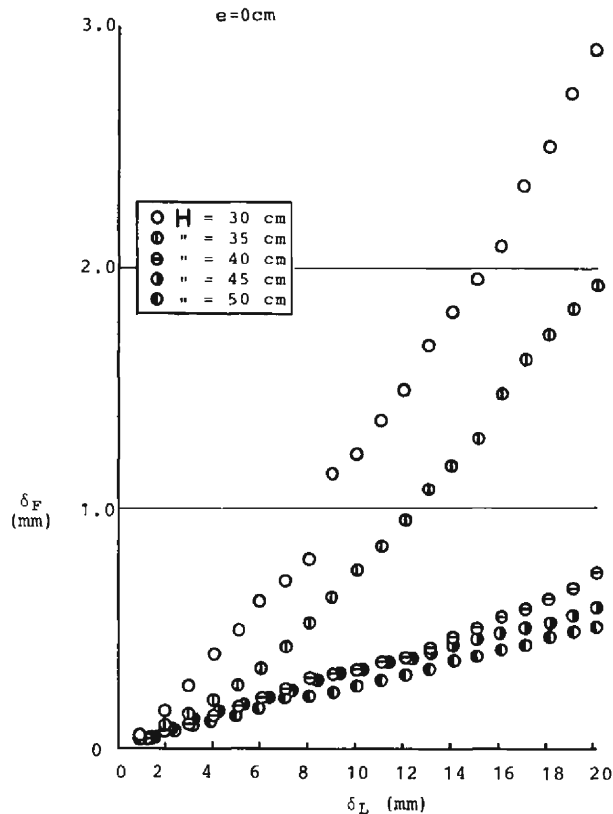 e=0cm
3.0
H = 30 cm
" = 35 cm
" = 40 cm
" = 45 cm
" = 50 cm
2.0
1.0
δF
(mm)
0
0 2 4 6 8 10 12 14 16 18 20
δL (mm)